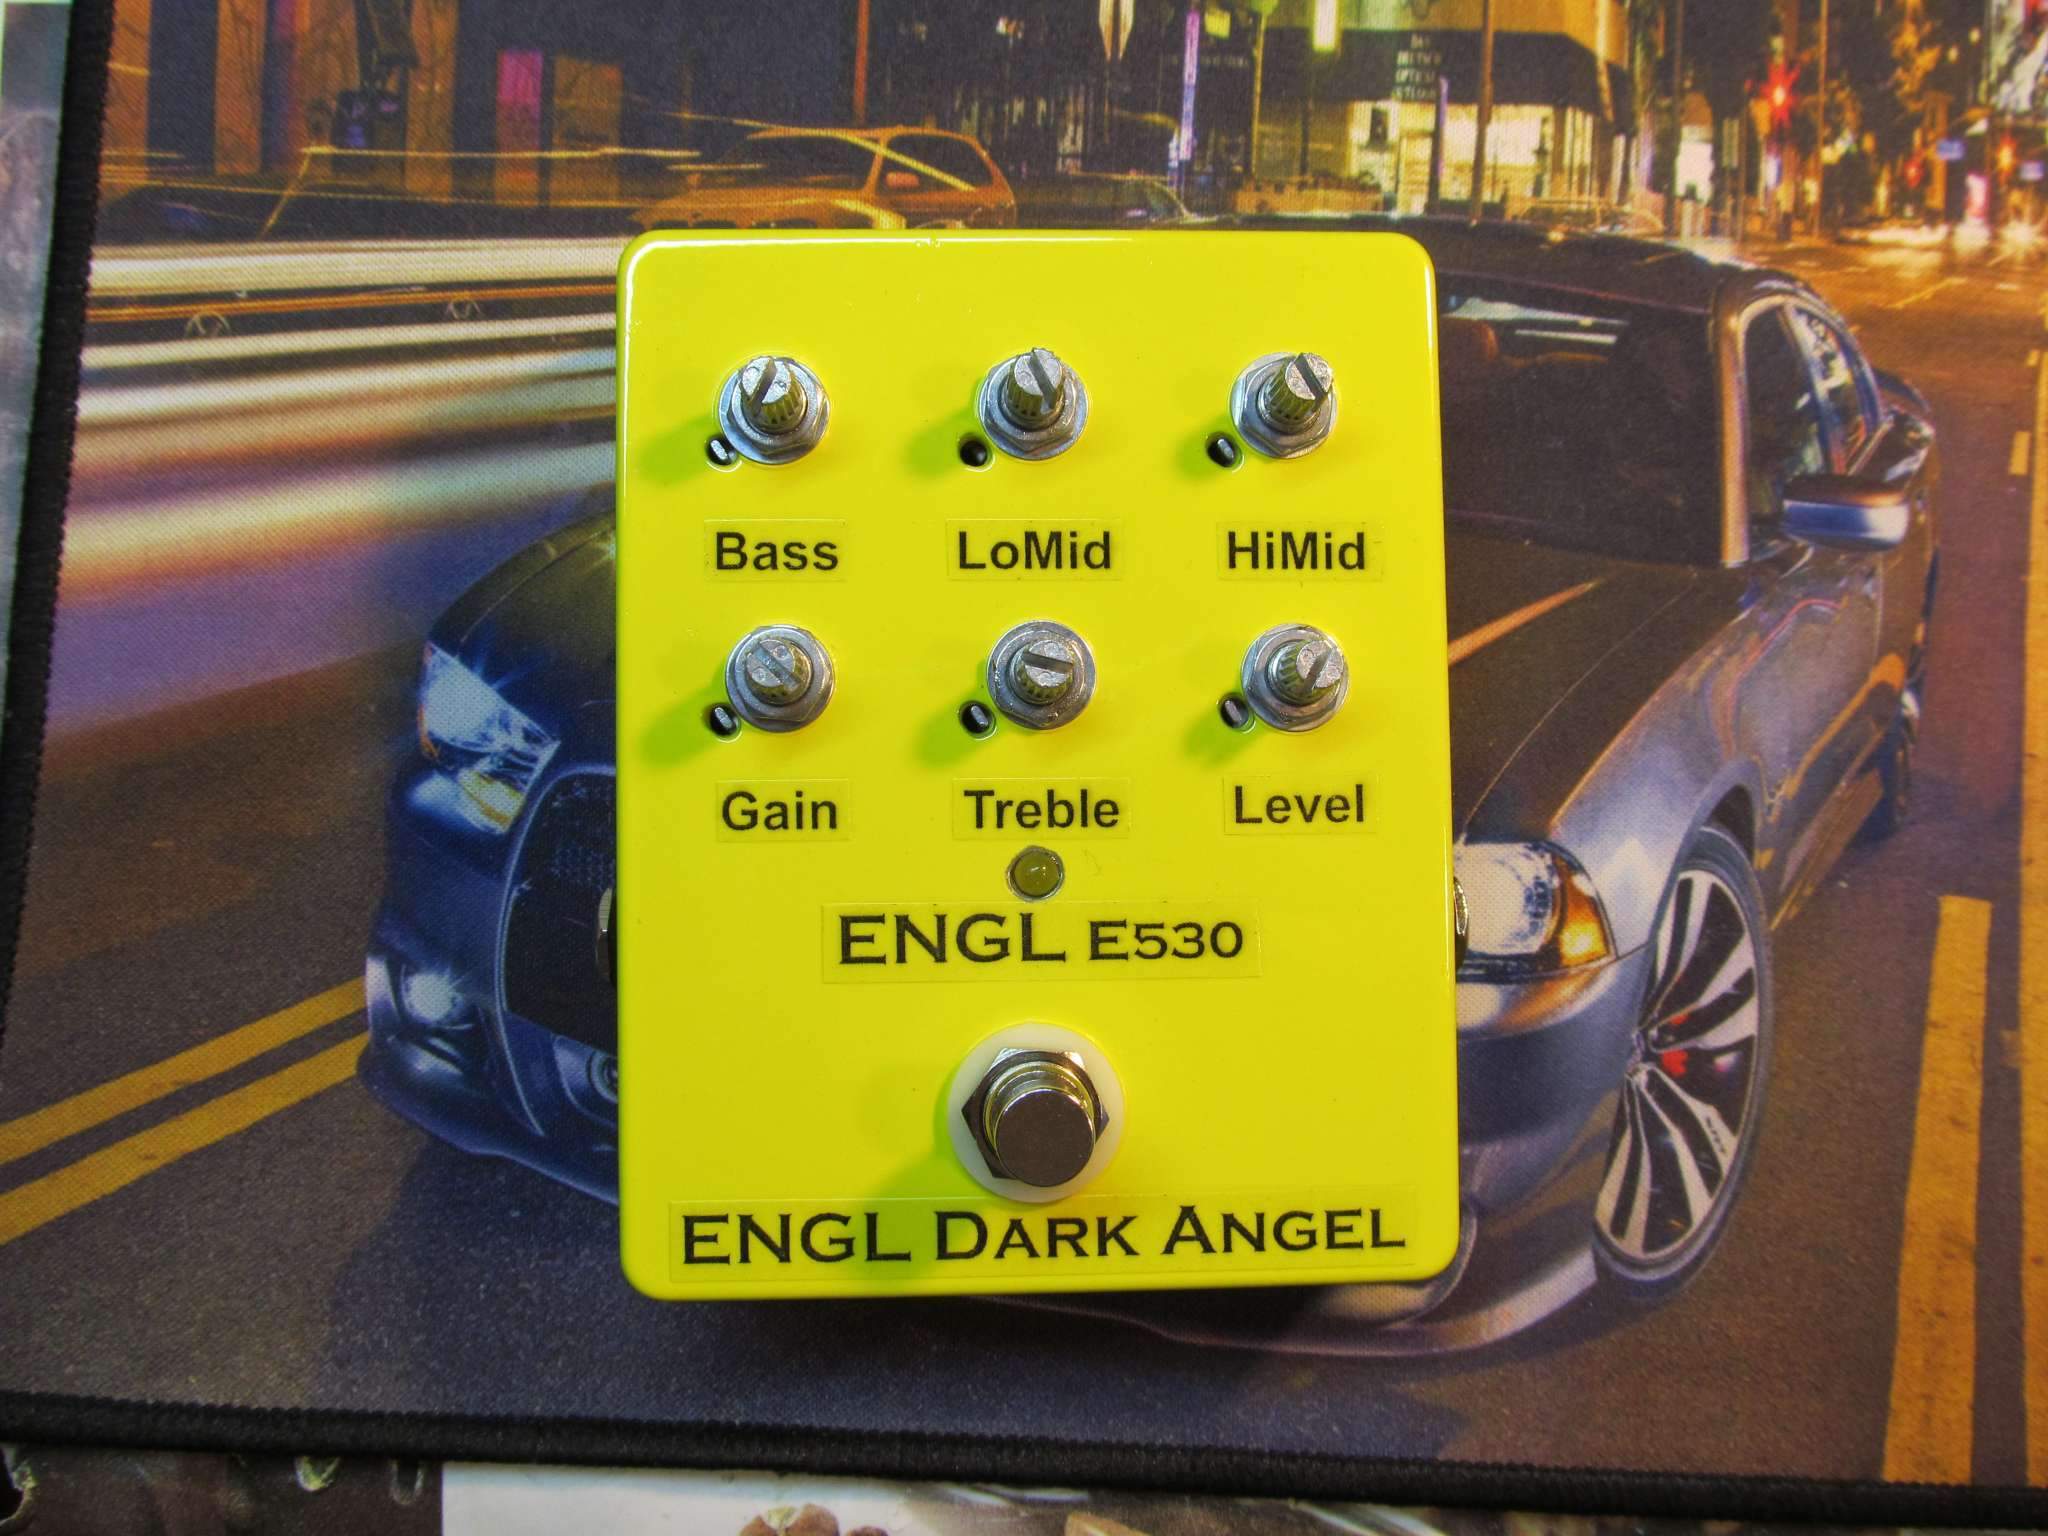 Bass LoMid HiMid
Gain Treble Level
ENGL E530
ENGL DARK ANGEL